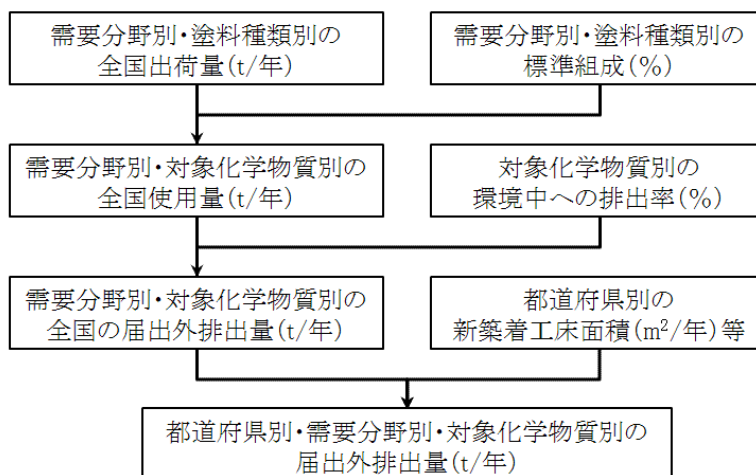 需要分野別・塗料種類別の
全国出荷量(t/年)
需要分野別・塗料種類別の
標準組成(%)
需要分野別・対象化学物質別の
全国使用量(t/年)
対象化学物質別の
環境中への排出率(%)
需要分野別・対象化学物質別の
全国の届出外排出量(t/年)
都道府県別の
新築着工床面積(m²/年)等
都道府県別・需要分野別・対象化学物質別の
届出外排出量(t/年)